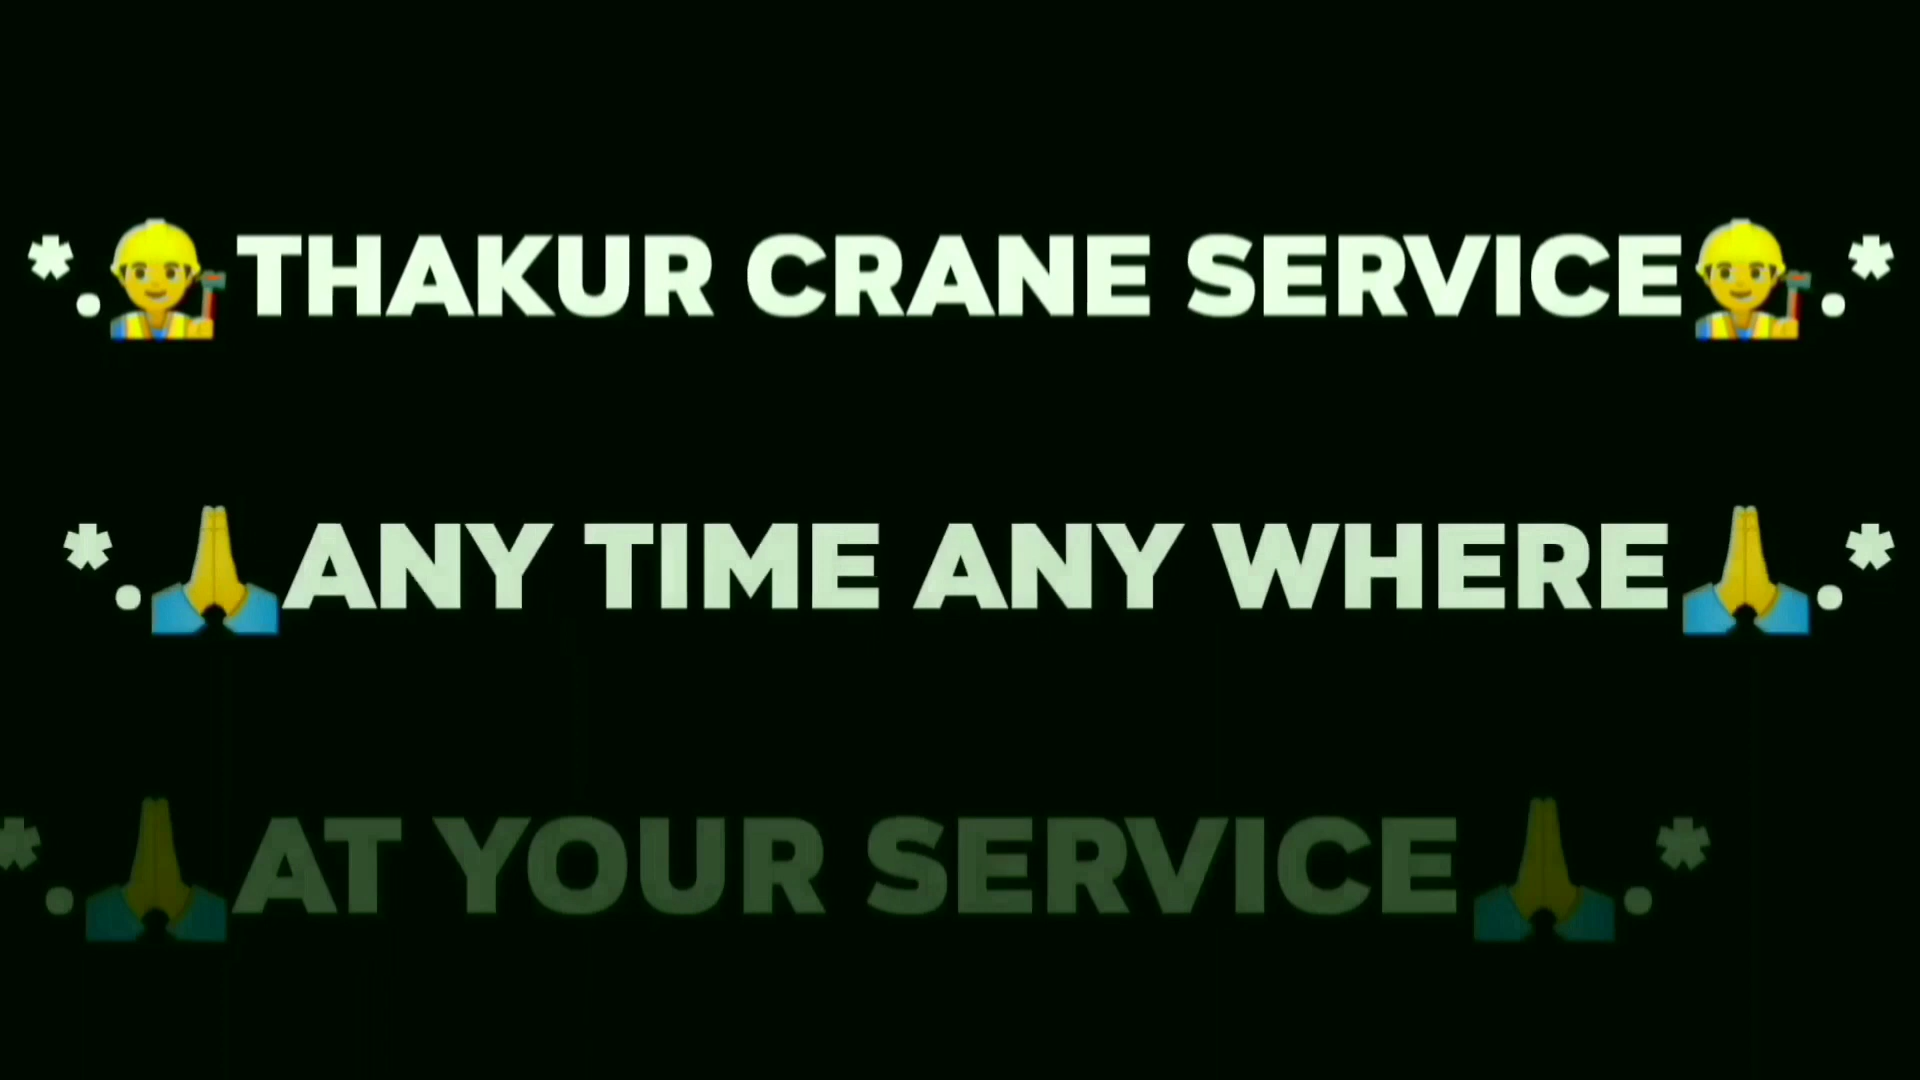 *.👷THAKUR CRANE SERVICE👷.*
*.🙏ANY TIME ANY WHERE🙏.*
*.🙏AT YOUR SERVICE🙏.*